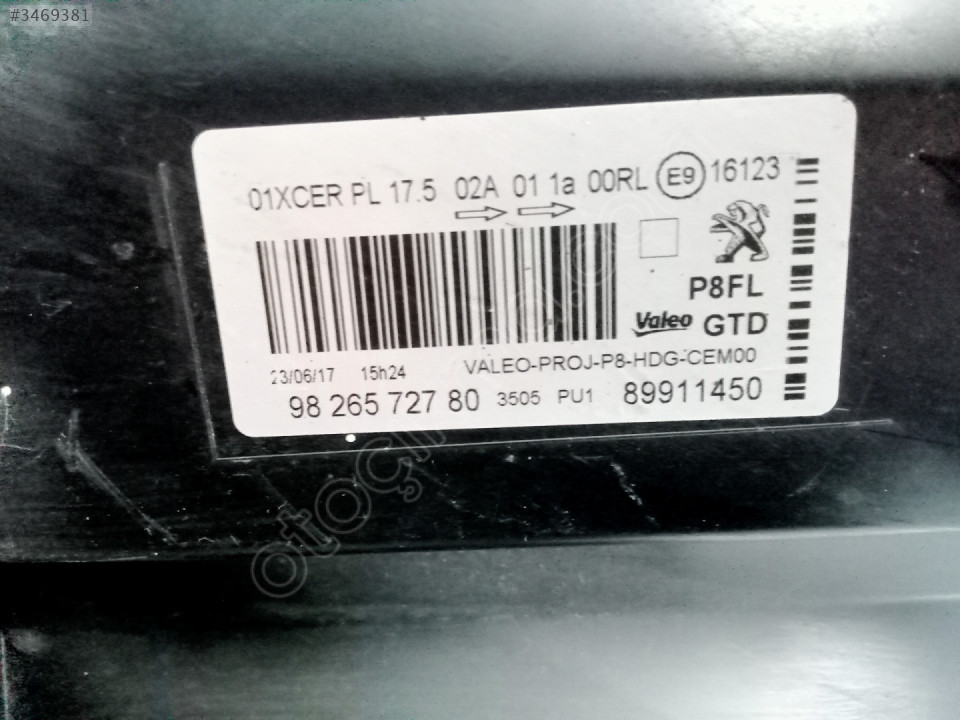 #3469381
01XCER PL 17.5 02A 01 1a 00RL E9 16123
P8FL
Valeo GTD
23/06/17 15h24 VALEO-PROJ-P8-HDG-CEM00
98 265 727 80 3505 PU1 89911450